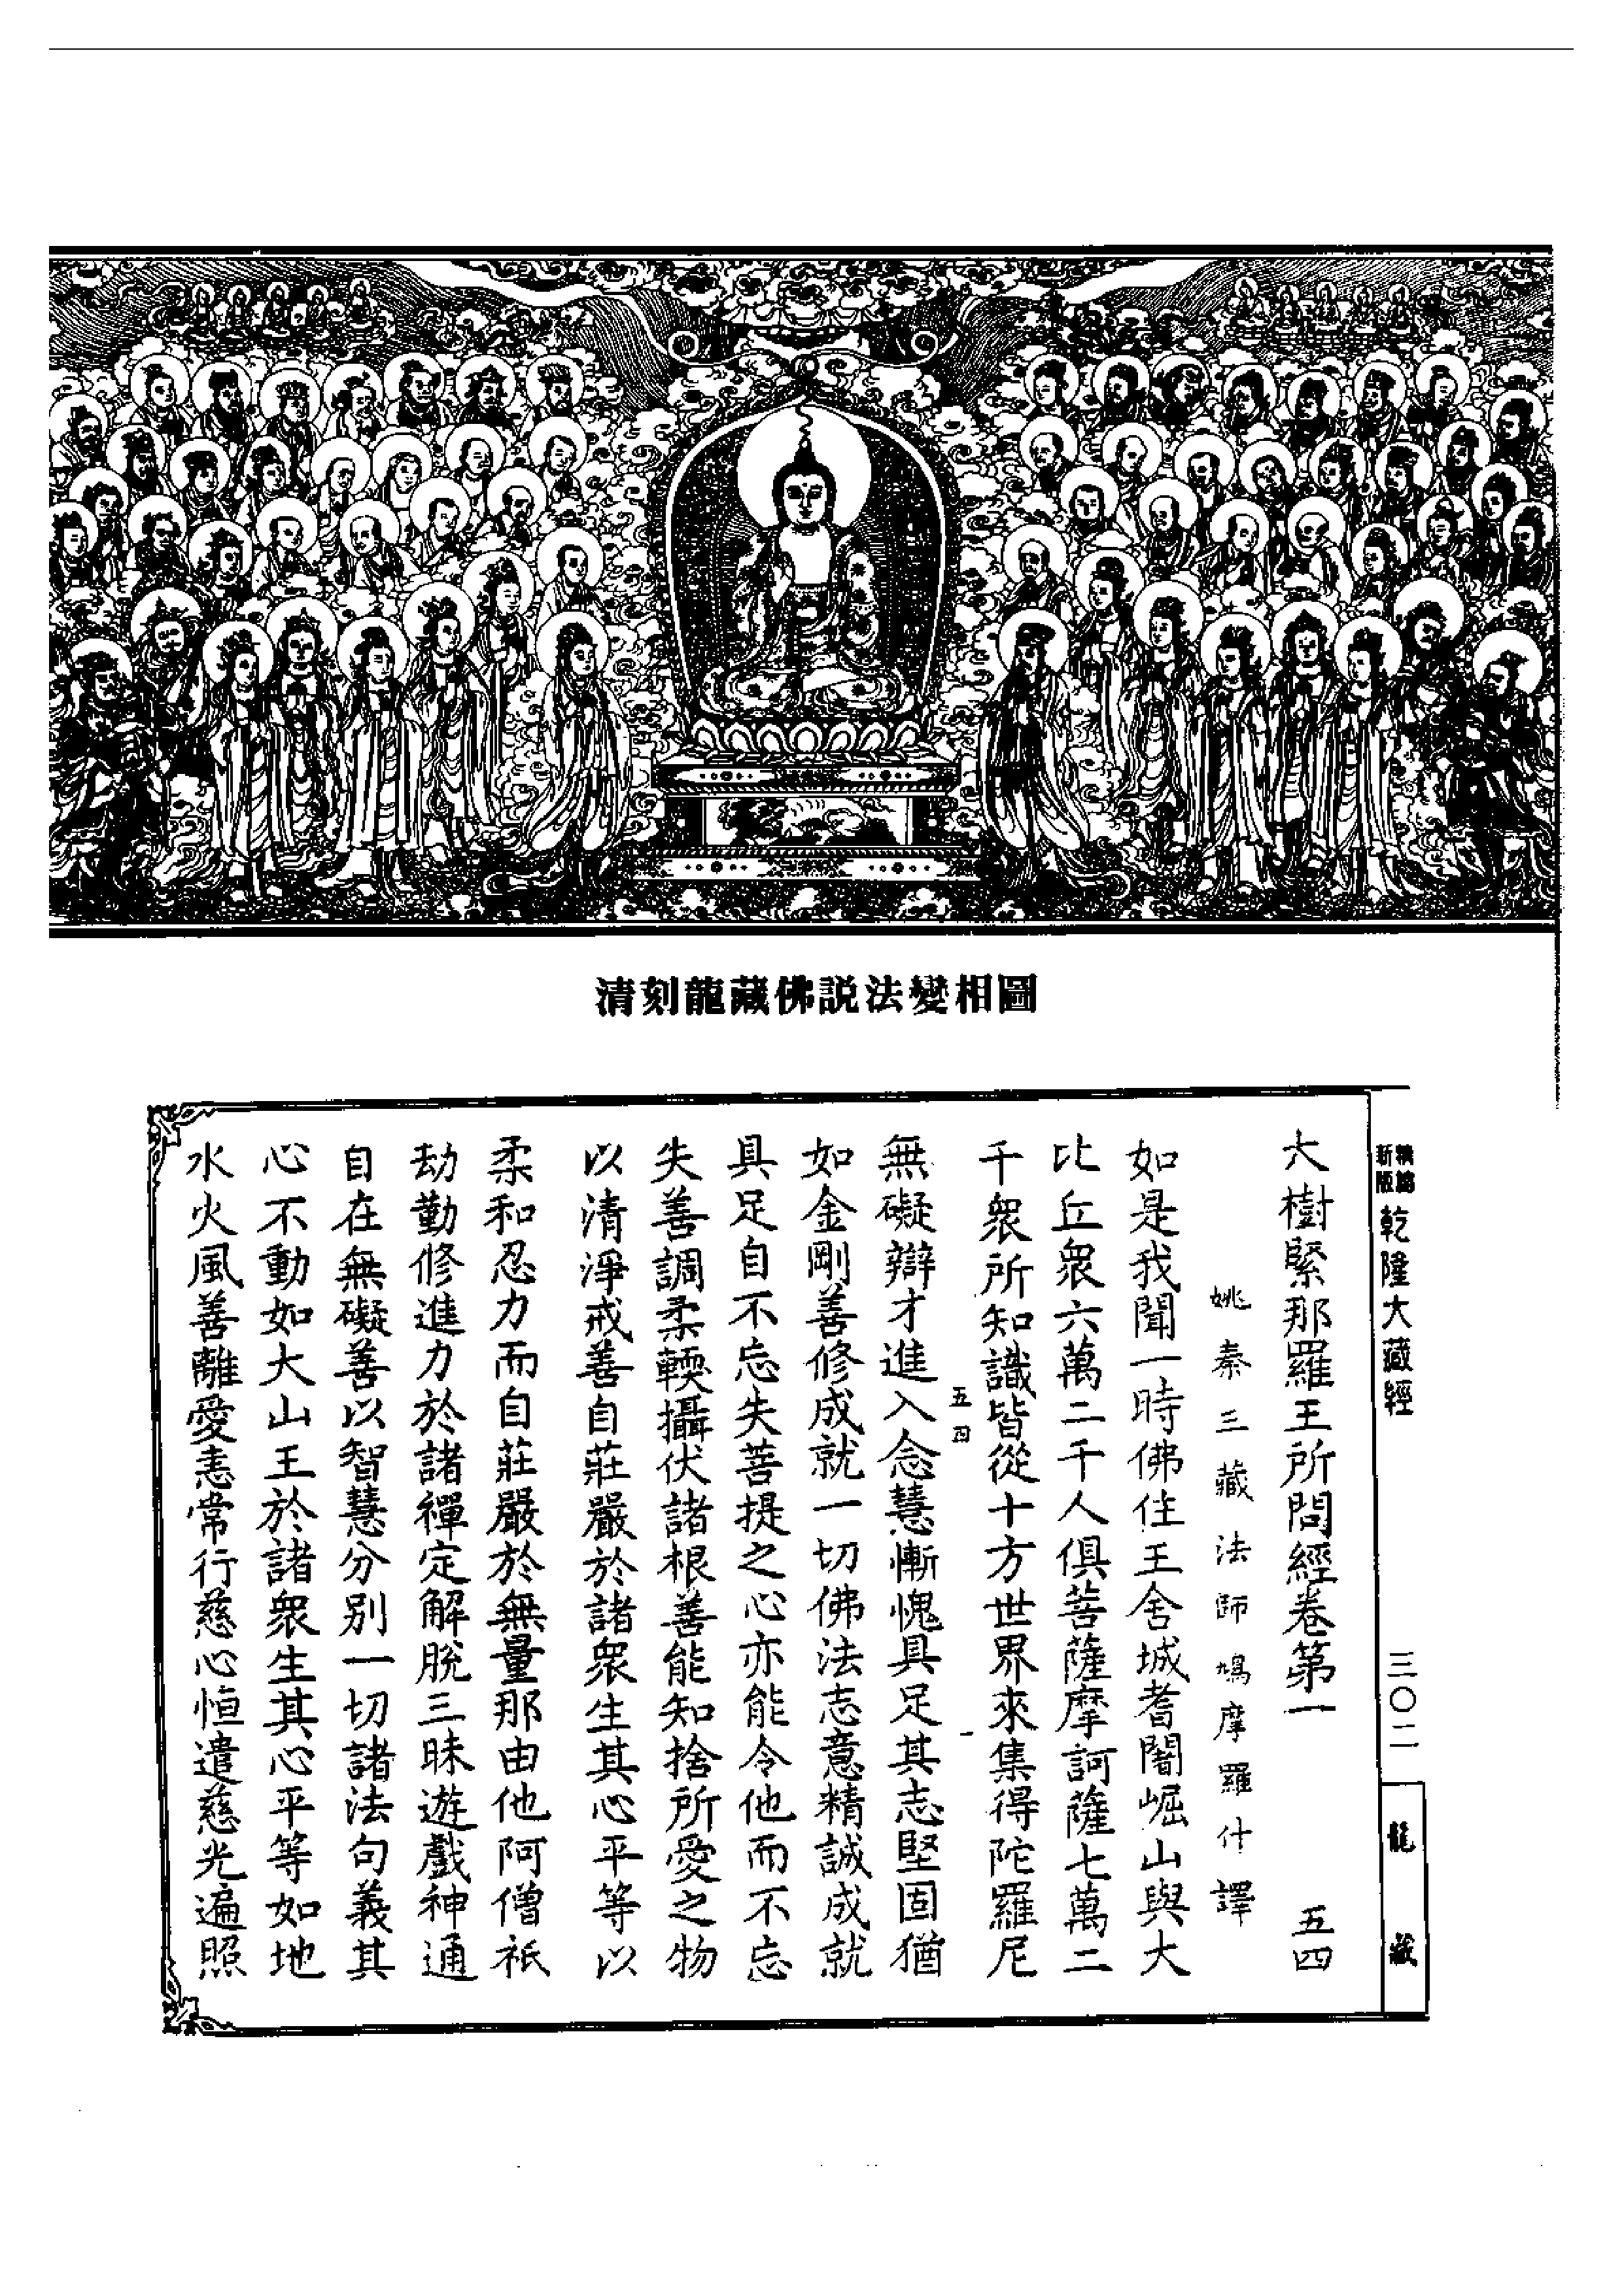 清刻龍藏佛説法變相圖
新版
乾隆大藏經
三〇二
龍藏
大樹緊那羅王所問經卷第一 五四
姚秦三藏法師鳩摩羅什譯
如是我聞一時佛住王舍城耆闍崛山與大
比丘衆六萬二千人俱菩薩摩訶薩七萬二
千衆所知識皆從十方世界來集得陀羅尼
五四 一
無礙辯才進入念慧慚愧具足其志堅固猶
如金剛善修成就一切佛法志意精誠成就
具足自不忘失菩提之心亦能令他而不忘
失善調柔輭攝伏諸根善能知捨所愛之物
以清淨戒善自莊嚴於諸衆生其心平等以
柔和忍力而自莊嚴於無量那由他阿僧祇
劫勤修進力於諸禪定解脫三昧遊戲神通
自在無礙善以智慧分別一切諸法句義其
心不動如大山王於諸衆生其心平等如地
水火風善離愛恚常行慈心恒遣慈光遍照